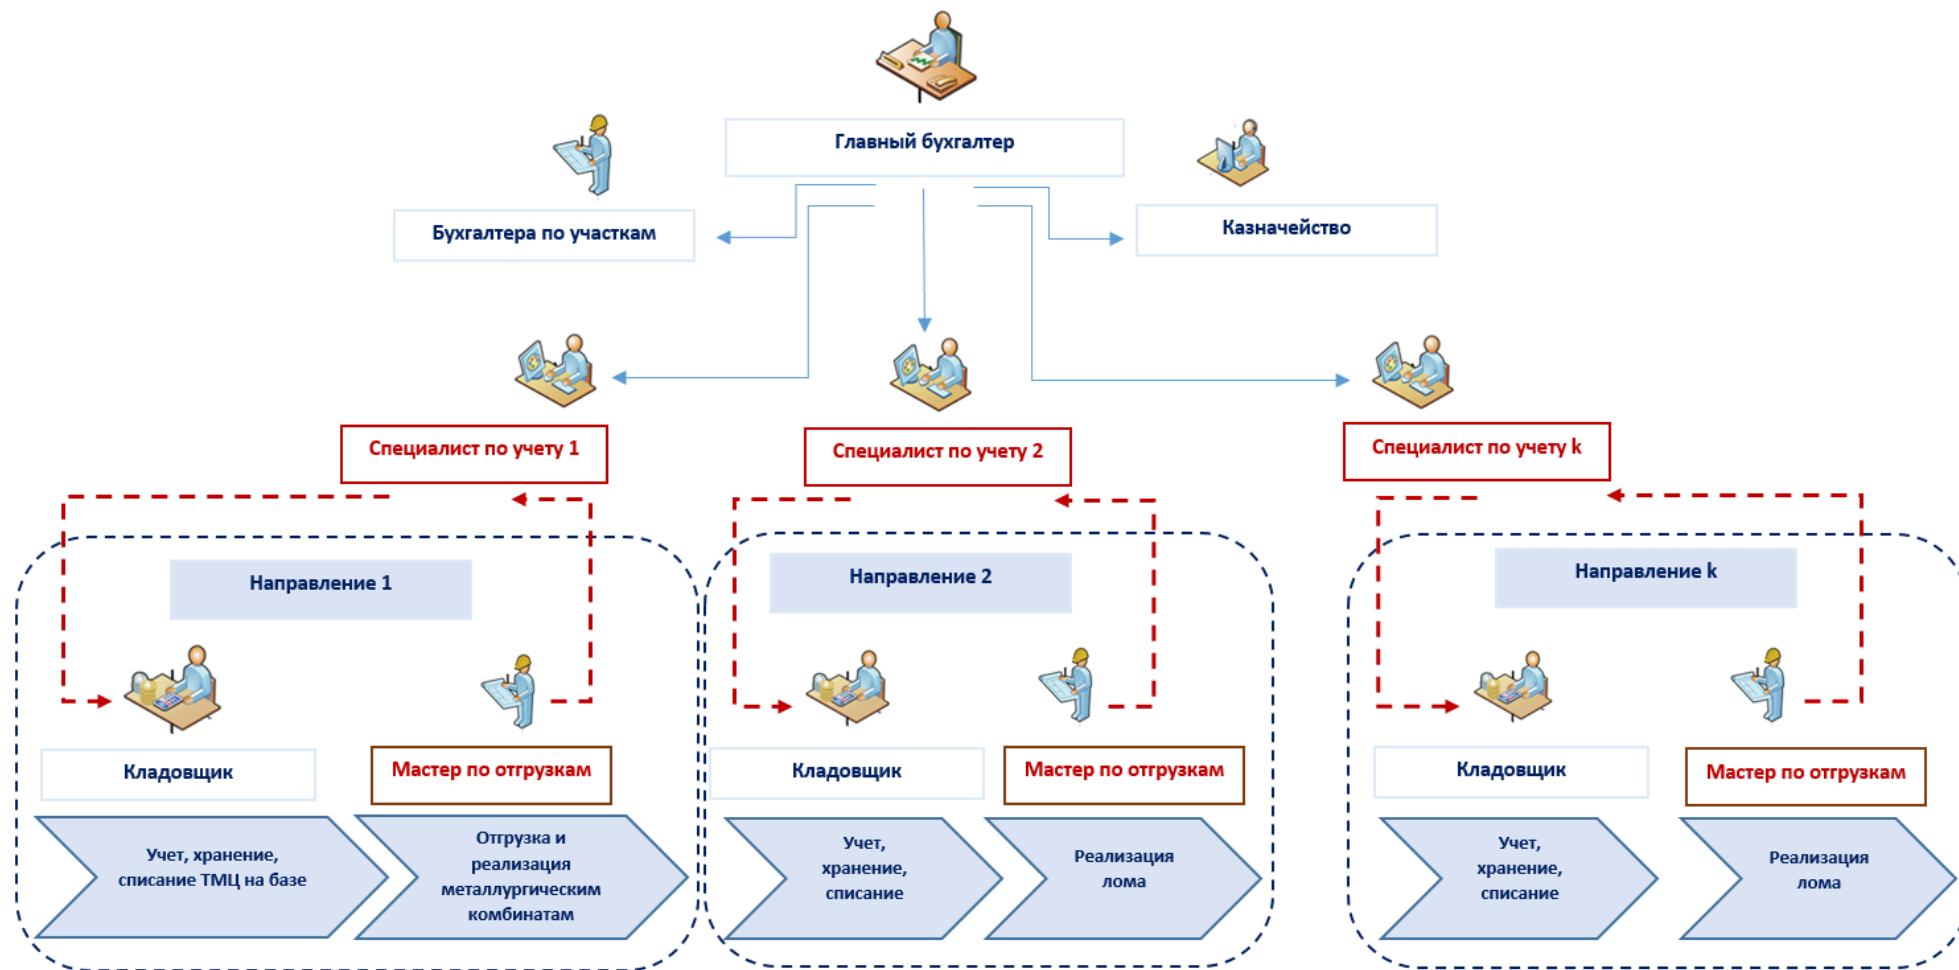 Главный бухгалтер
Бухгалтера по участкам
Казначейство
Специалист по учету 1
Специалист по учету 2
Специалист по учету k
Направление 1
Направление 2
Направление k
Кладовщик
Мастер по отгрузкам
Кладовщик
Мастер по отгрузкам
Кладовщик
Мастер по отгрузкам
Учет, хранение,
списание ТМЦ на базе
Отгрузка и
реализация
металлургическим
комбинатам
Учет,
хранение,
списание
Реализация
лома
Учет,
хранение,
списание
Реализация
лома